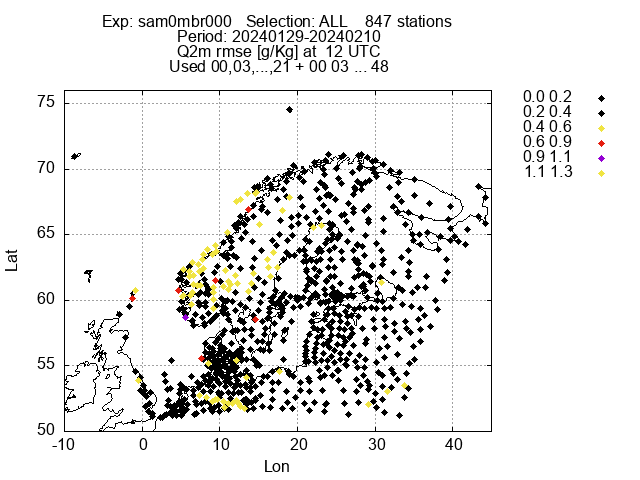 Exp: sam0mbr000   Selection: ALL    847 stations
Period: 20240129-20240210
Q2m rmse [g/Kg] at  12 UTC
Used 00,03,...,21 + 00 03 ... 48
0.0 0.2
0.2 0.4
0.4 0.6
0.6 0.9
0.9 1.1
1.1 1.3
75
70
65
60
55
50
Lat
-10 0 10 20 30 40
Lon